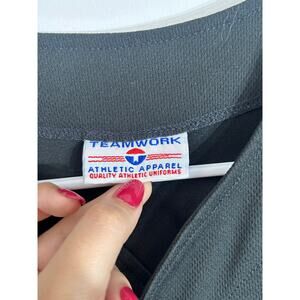 TEAMWORK
ATHLETIC APPAREL
QUALITY ATHLETIC UNIFORMS